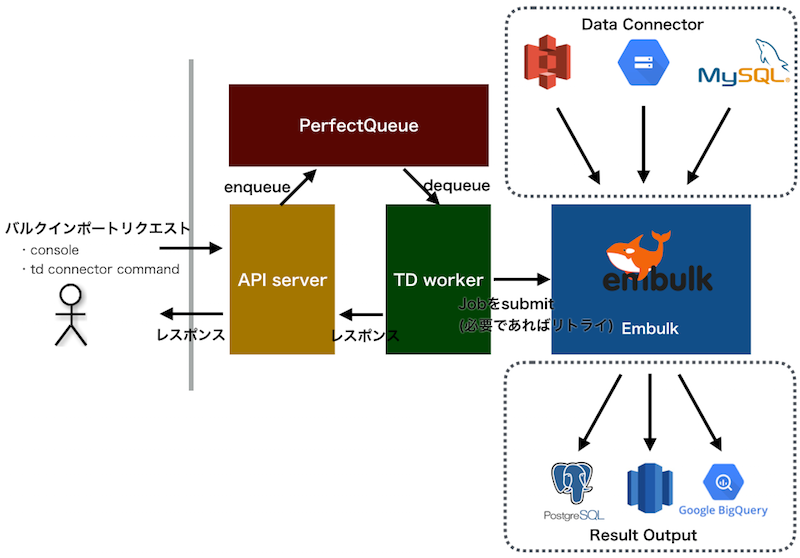 Data Connector
MySQL®
PerfectQueue
enqueue
dequeue
バルクインポートリクエスト
・console
・td connector command
API server
TD worker
embulk
Jobをsubmit
(必要であればリトライ)
Embulk
レスポンス
レスポンス
PostgreSQL
Google BigQuery
Result Output